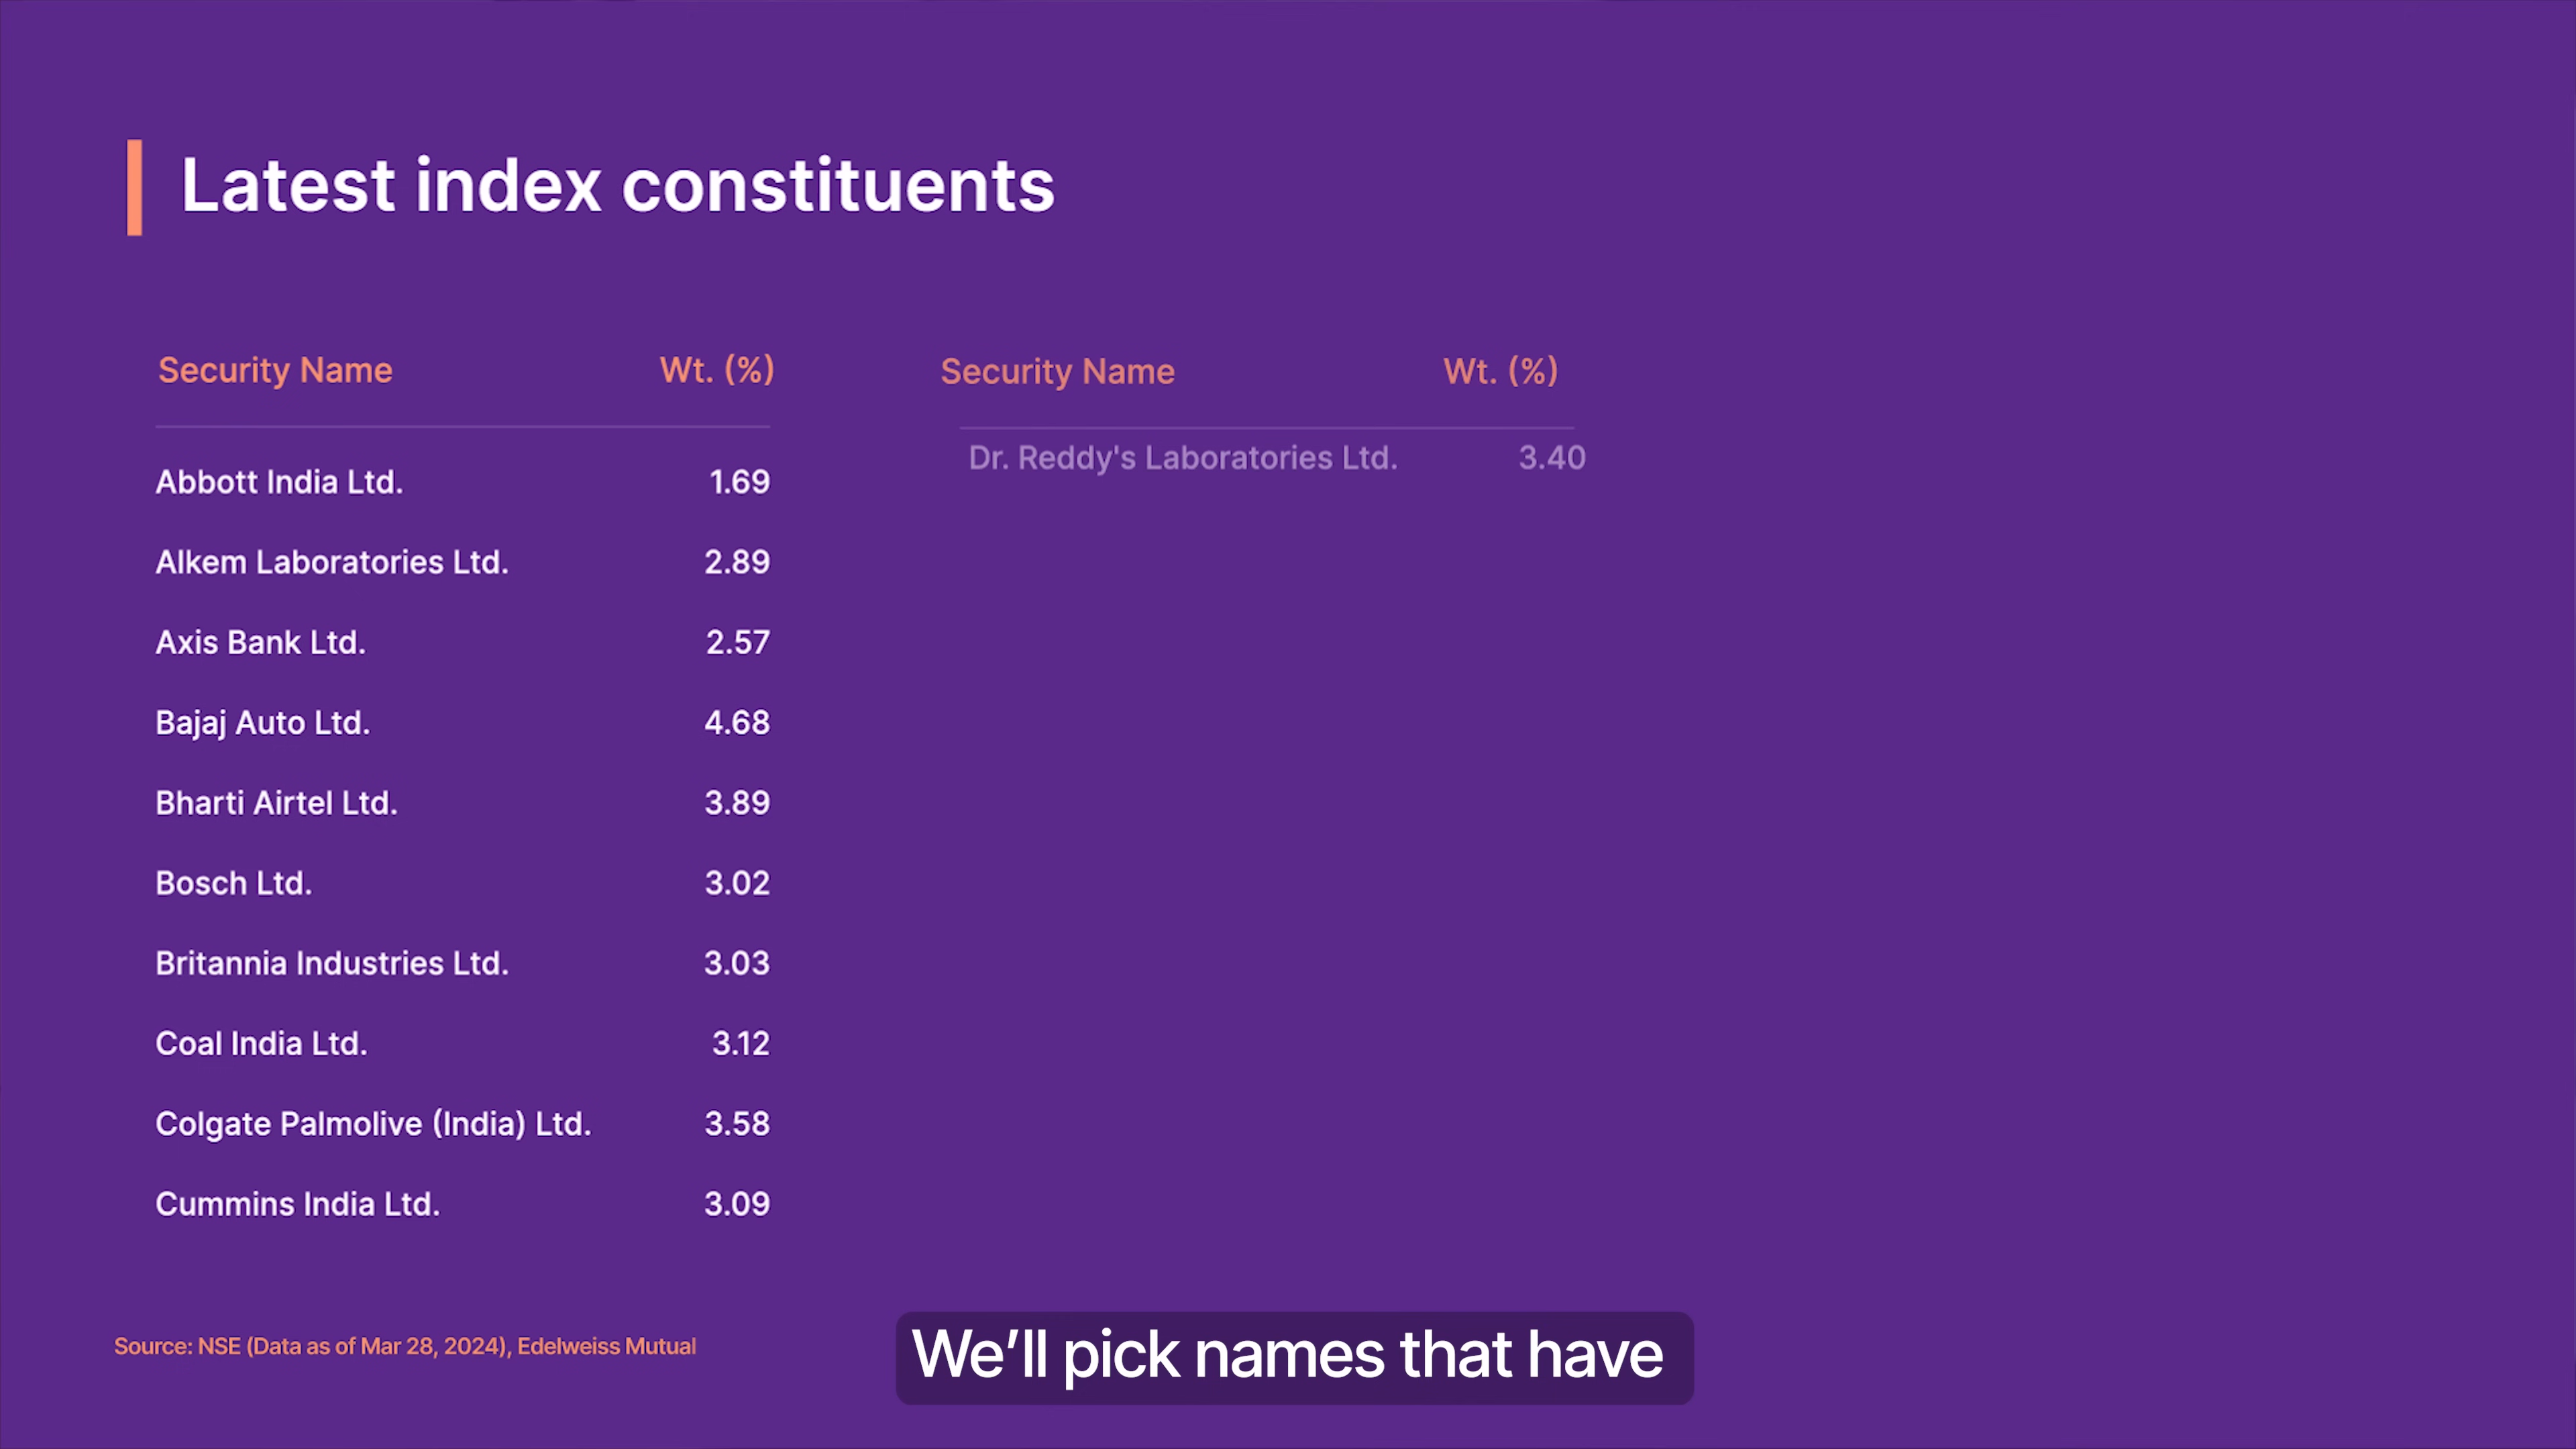 Latest index constituents
Security Name Wt. (%)
Abbott India Ltd. 1.69
Alkem Laboratories Ltd. 2.89
Axis Bank Ltd. 2.57
Bajaj Auto Ltd. 4.68
Bharti Airtel Ltd. 3.89
Bosch Ltd. 3.02
Britannia Industries Ltd. 3.03
Coal India Ltd. 3.12
Colgate Palmolive (India) Ltd. 3.58
Cummins India Ltd. 3.09
Security Name Wt. (%)
Dr. Reddy's Laboratories Ltd. 3.40
Source: NSE (Data as of Mar 28, 2024), Edelweiss Mutual
We’ll pick names that have